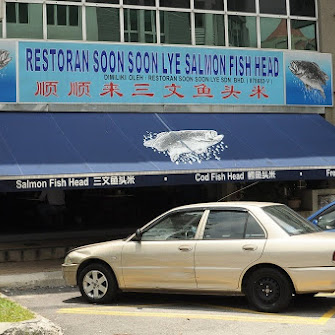 RESTORAN SOON SOON LYE SALMON FISH HEAD
DIMILIKI OLEH : RESTORAN SOON SOON LYE SDN. BHD.
顺顺来三文鱼头米
Salmon Fish Head 三文鱼头米
Cod Fish Head 鳕鱼头米
Fre